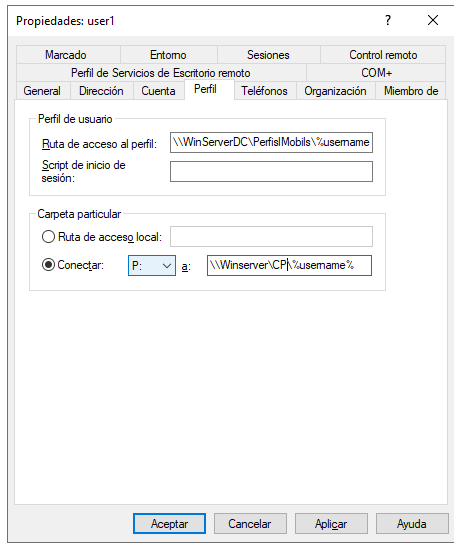 Propiedades: user1
Marcado Entorno Sesiones Control remoto
Perfil de Servicios de Escritorio remoto COM+
General Dirección Cuenta Perfil Teléfonos Organización Miembro de
Perfil de usuario
Ruta de acceso al perfil: \\WinServerDC\PerfislMobils\%username
Script de inicio de
sesión:
Carpeta particular
Ruta de acceso local:
Conectar: P: a: \\Winserver\CP\%username%
Aceptar Cancelar Aplicar Ayuda